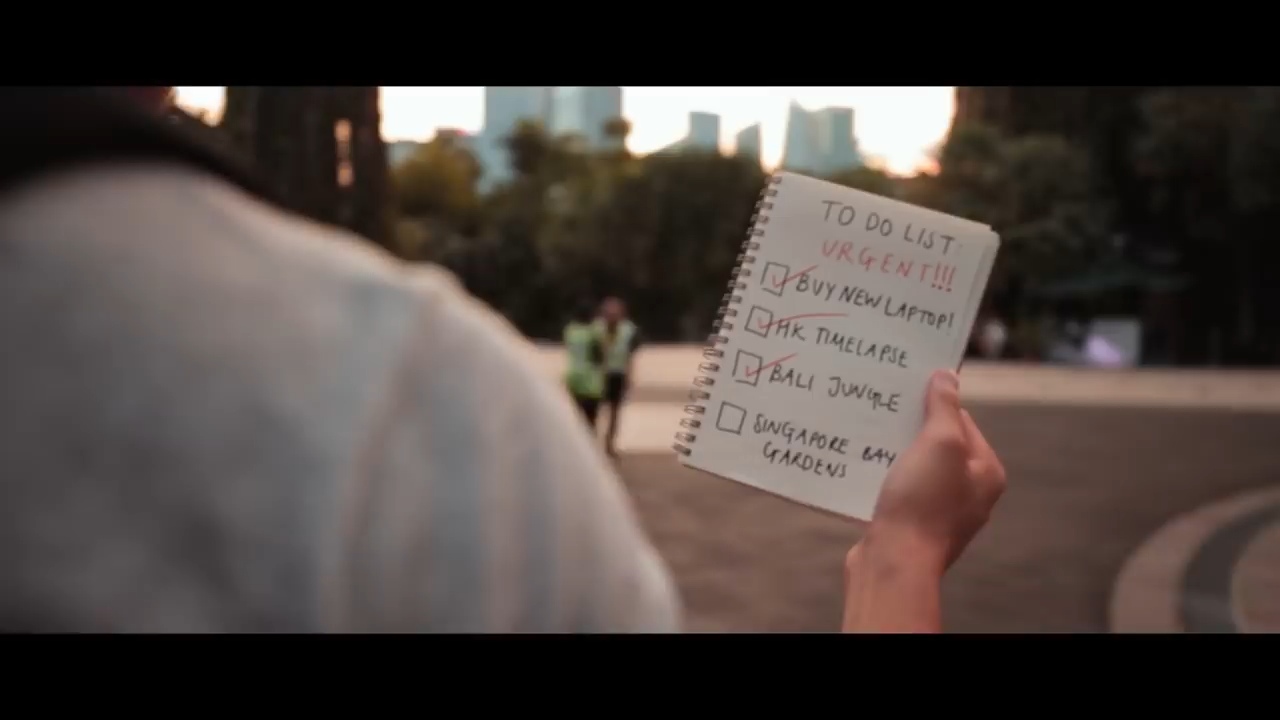 TO DO LIST:
URGENT!!!
BUY NEW LAPTOP!
HK TIMELAPSE
BALI JUNGLE
SINGAPORE BAY
GARDENS